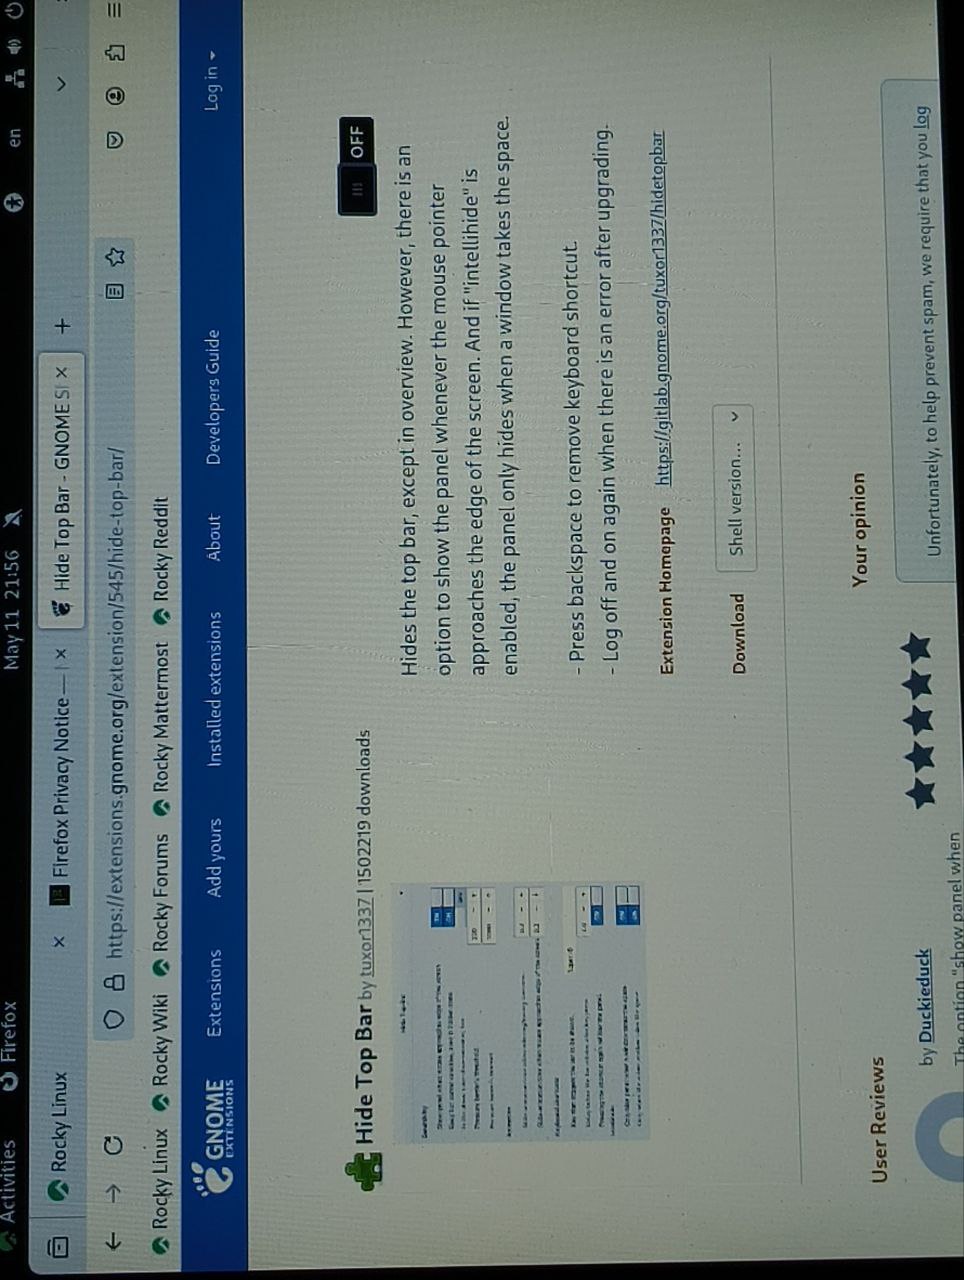 Activities Firefox May 11 21:56 en
Rocky Linux × Firefox Privacy Notice — × Hide Top Bar - GNOME S × +
https://extensions.gnome.org/extension/545/hide-top-bar/
Rocky Linux Rocky Wiki Rocky Forums Rocky Mattermost Rocky Reddit
GNOME EXTENSIONS Extensions Add yours Installed extensions About Developers Guide Log in
Hide Top Bar by tuxor1337 | 1502219 downloads
OFF
Hides the top bar, except in overview. However, there is an
option to show the panel whenever the mouse pointer
approaches the edge of the screen. And if "intellihide" is
enabled, the panel only hides when a window takes the space.
- Press backspace to remove keyboard shortcut.
- Log off and on again when there is an error after upgrading.
Extension Homepage https://gitlab.gnome.org/tuxor1337/hidetopbar
Download Shell version...
User Reviews
Your opinion
by Duckieduck
Unfortunately, to help prevent spam, we require that you log
The option "show panel when